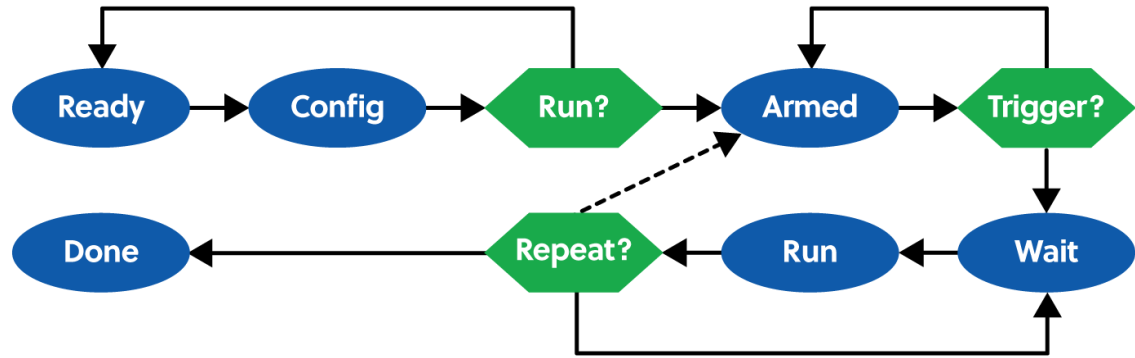 Ready
Config
Run?
Armed
Trigger?
Done
Repeat?
Run
Wait